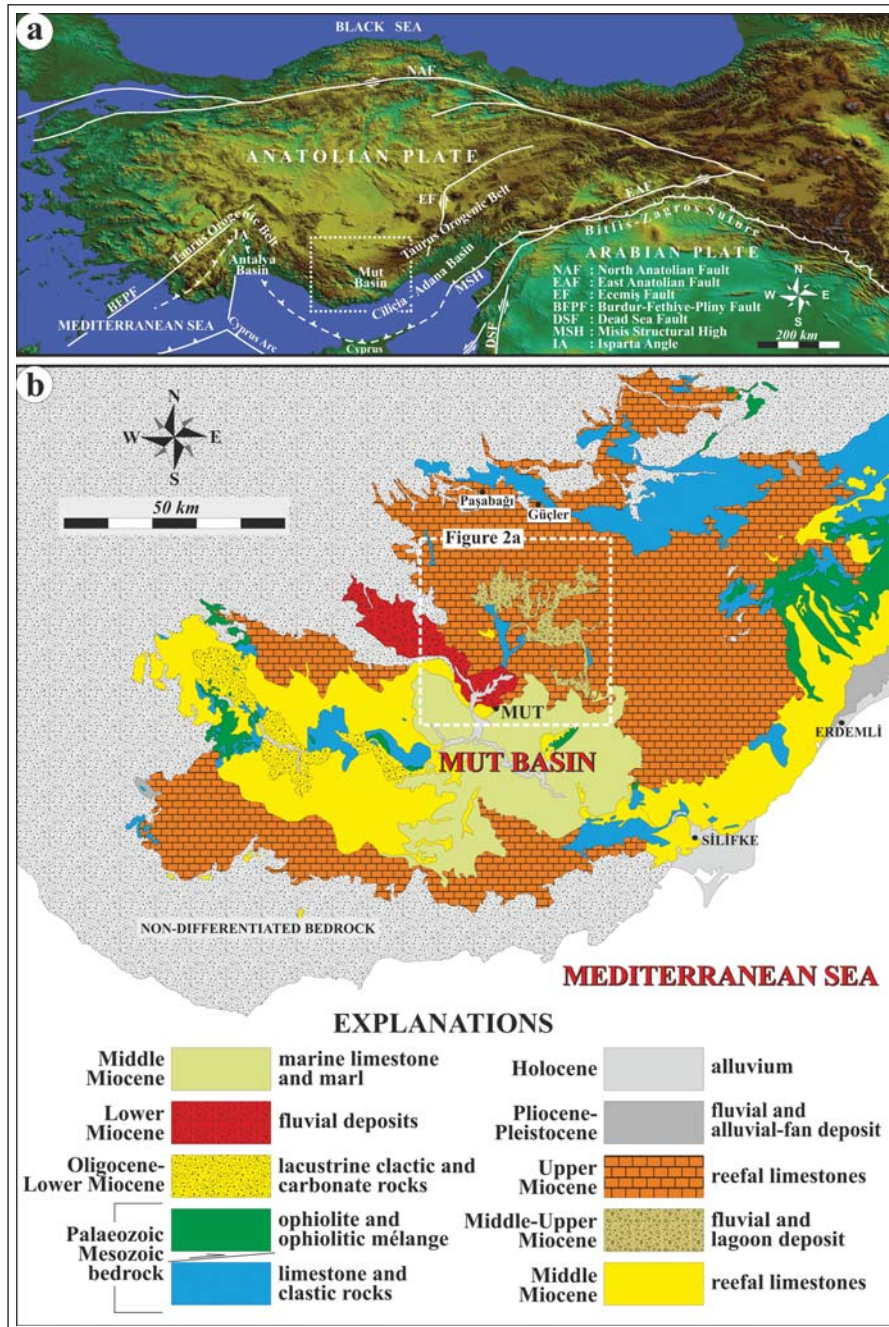 a
BLACK SEA
NAF
ANATOLIAN PLATE
EF
EAF
Taurus Orogenic Belt
Bitlis-Zagros Suture
Taurus Orogenic Belt
IA
Antalya
Basin
Mut
Basin
Cilicia
Adana Basin
MSH
BFPF
MEDITERRANEAN SEA
Cyprus Arc
Cyprus
DSF
ARABIAN PLATE
NAF : North Anatolian Fault
EAF : East Anatolian Fault
EF : Ecemiş Fault
BFPF : Burdur-Fethiye-Pliny Fault
DSF : Dead Sea Fault
MSH : Misis Structural High
IA : Isparta Angle
N
W E
S
200 km
b
N
W E
S
50 km
Paşabağı
Güçler
Figure 2a
MUT
MUT BASIN
ERDEMLİ
SİLİFKE
NON-DIFFERENTIATED BEDROCK
MEDITERRANEAN SEA
EXPLANATIONS
Middle
Miocene
marine limestone
and marl
Lower
Miocene
fluvial deposits
Oligocene-
Lower Miocene
lacustrine clactic and
carbonate rocks
Palaeozoic
Mesozoic
bedrock
ophiolite and
ophiolitic mélange
limestone and
clastic rocks
Holocene
alluvium
Pliocene-
Pleistocene
fluvial and
alluvial-fan deposit
Upper
Miocene
reefal limestones
Middle-Upper
Miocene
fluvial and
lagoon deposit
Middle
Miocene
reefal limestones